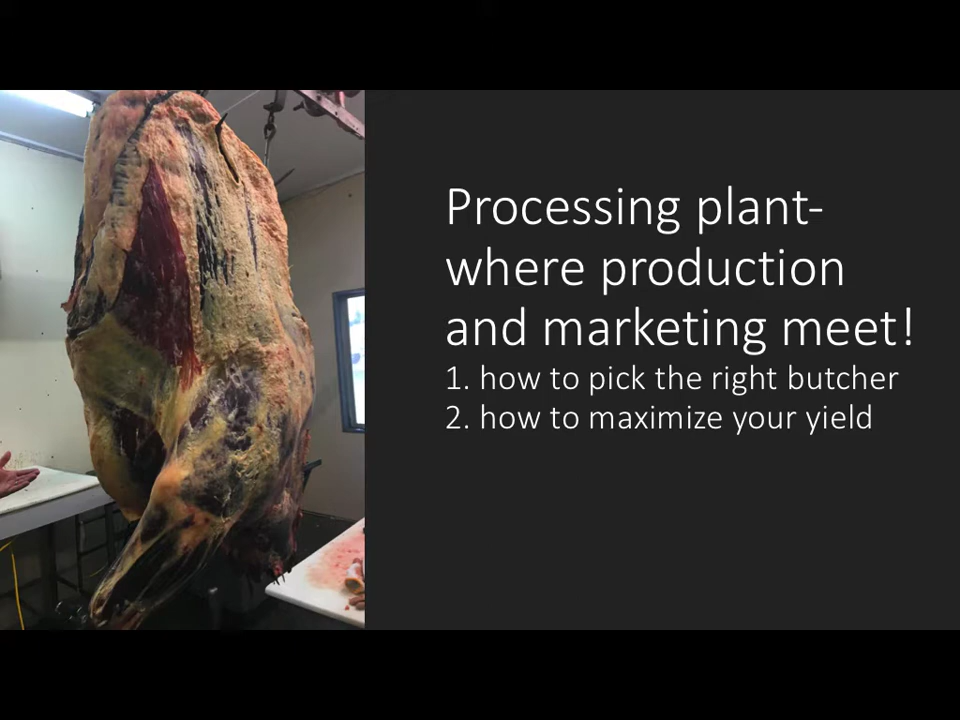 Processing plant-
where production
and marketing meet!
1. how to pick the right butcher
2. how to maximize your yield